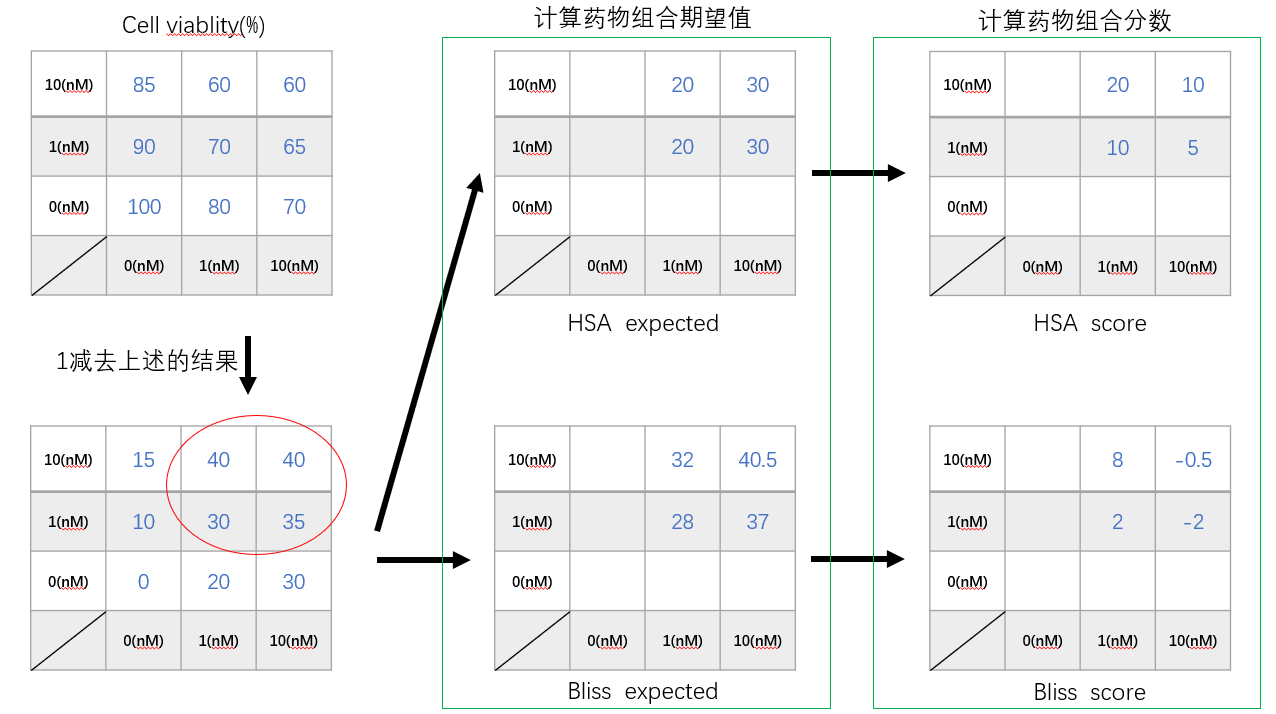 Cell viablity(%)
10(nM) 85 60 60
1(nM) 90 70 65
0(nM) 100 80 70
0(nM) 1(nM) 10(nM)
1减去上述的结果
10(nM) 15 40 40
1(nM) 10 30 35
0(nM) 0 20 30
0(nM) 1(nM) 10(nM)
计算药物组合期望值
10(nM) 20 30
1(nM) 20 30
0(nM)
0(nM) 1(nM) 10(nM)
HSA expected
10(nM) 32 40.5
1(nM) 28 37
0(nM)
0(nM) 1(nM) 10(nM)
Bliss expected
计算药物组合分数
10(nM) 20 10
1(nM) 10 5
0(nM)
0(nM) 1(nM) 10(nM)
HSA score
10(nM) 8 -0.5
1(nM) 2 -2
0(nM)
0(nM) 1(nM) 10(nM)
Bliss score